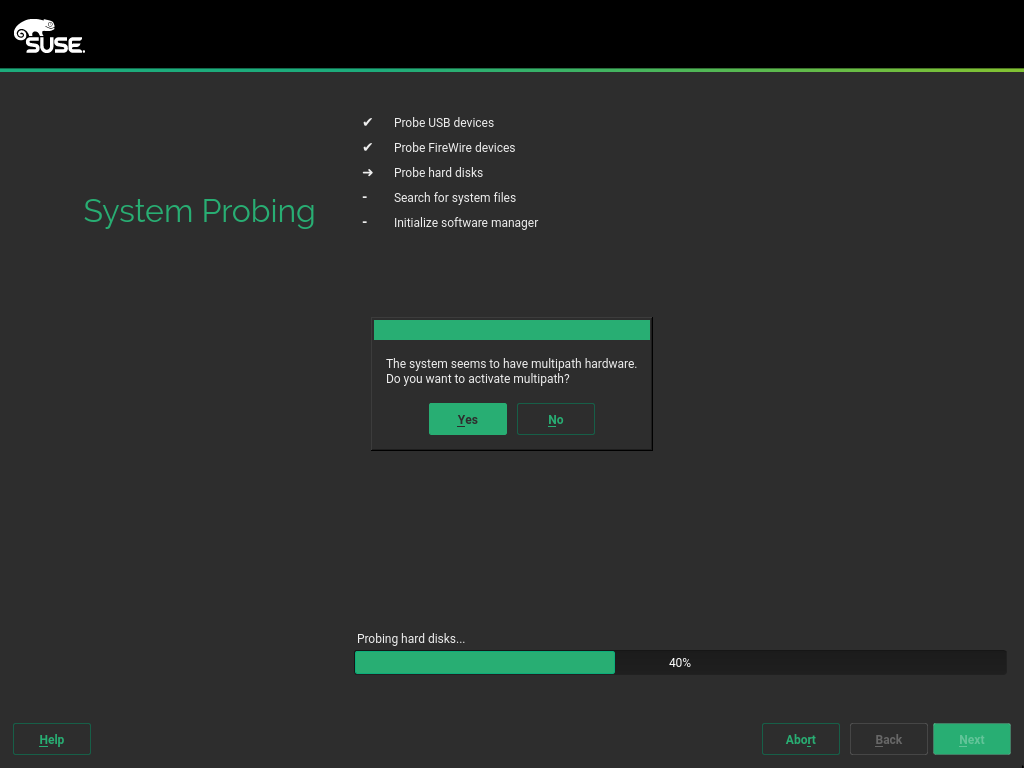 SUSE.
✔ Probe USB devices
✔ Probe FireWire devices
➜ Probe hard disks
- Search for system files
- Initialize software manager
System Probing
The system seems to have multipath hardware.
Do you want to activate multipath?
Yes No
Probing hard disks...
40%
Help Abort Back Next